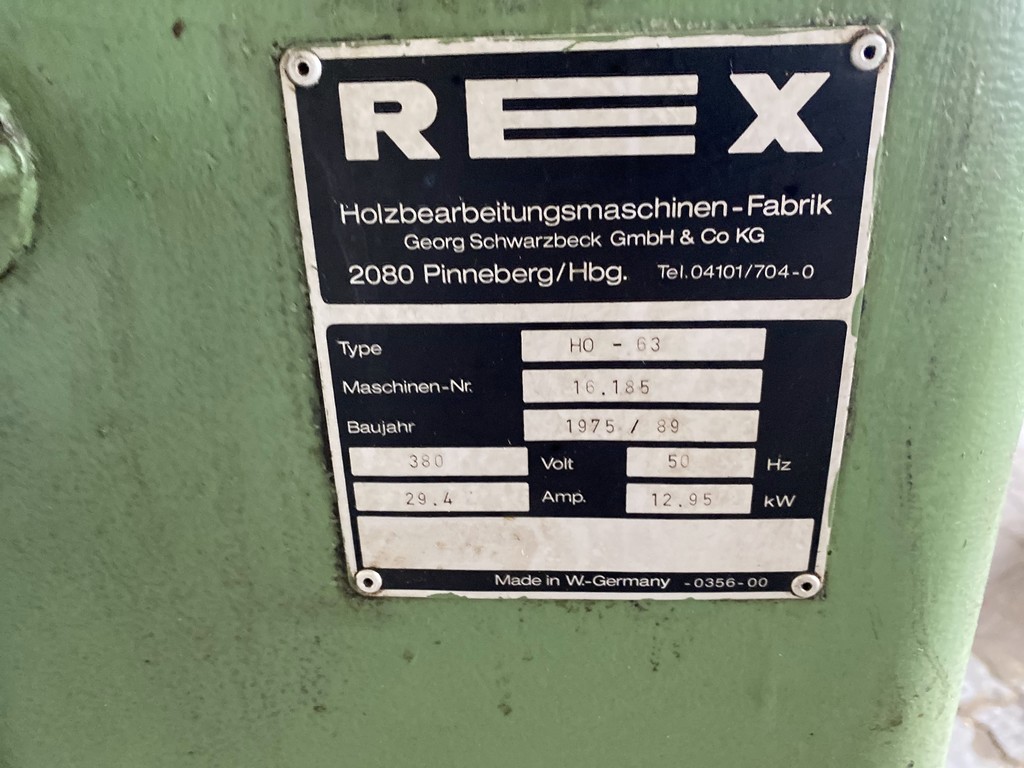 REX
Holzbearbeitungsmaschinen-Fabrik
Georg Schwarzbeck GmbH & Co KG
2080 Pinneberg/Hbg. Tel.04101/704-0
Type HO - 63
Maschinen-Nr. 16.185
Baujahr 1975 / 89
380 Volt 50 Hz
29.4 Amp. 12.95 kW
Made in W.-Germany -0356-00